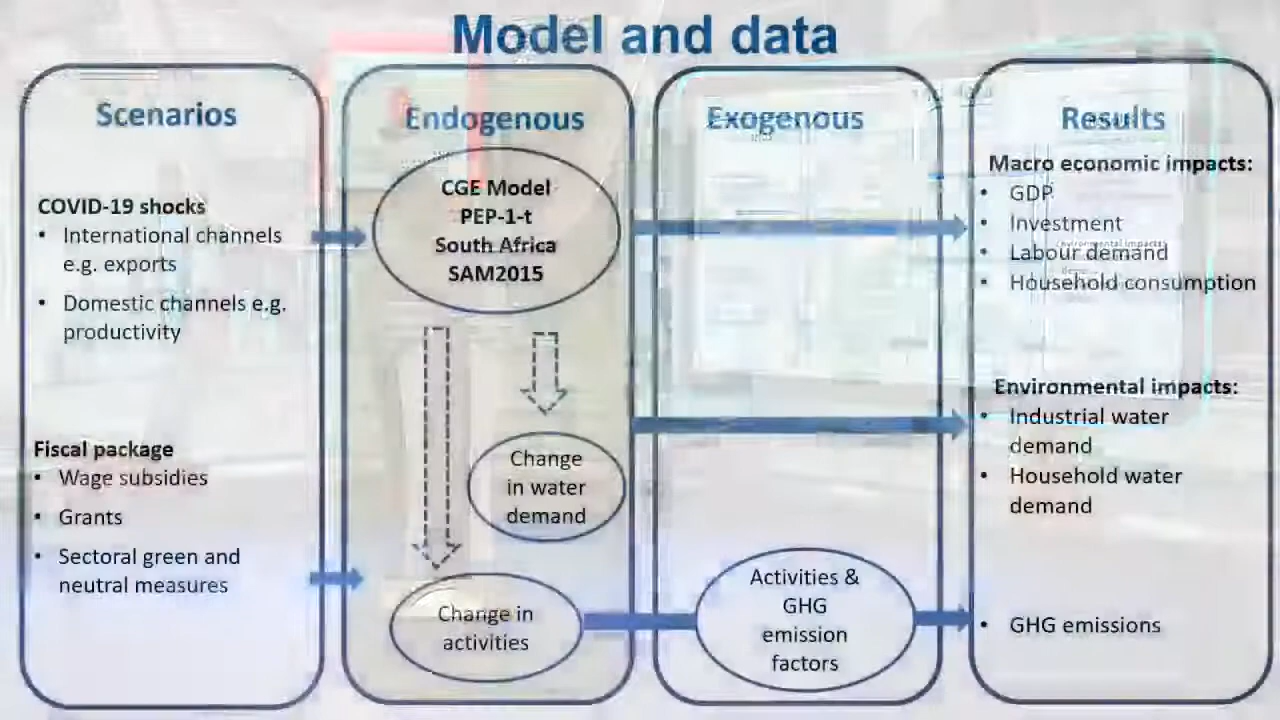 Model and data
Scenarios
COVID-19 shocks
• International channels
e.g. exports
• Domestic channels e.g.
productivity
Fiscal package
• Wage subsidies
• Grants
• Sectoral green and
neutral measures
Endogenous
CGE Model
PEP-1-t
South Africa
SAM2015
Change
in water
demand
Change in
activities
Exogenous
Activities &
GHG
emission
factors
Results
Macro economic impacts:
• GDP
• Investment
• Labour demand
• Household consumption
Environmental impacts:
• Industrial water
demand
• Household water
demand
• GHG emissions